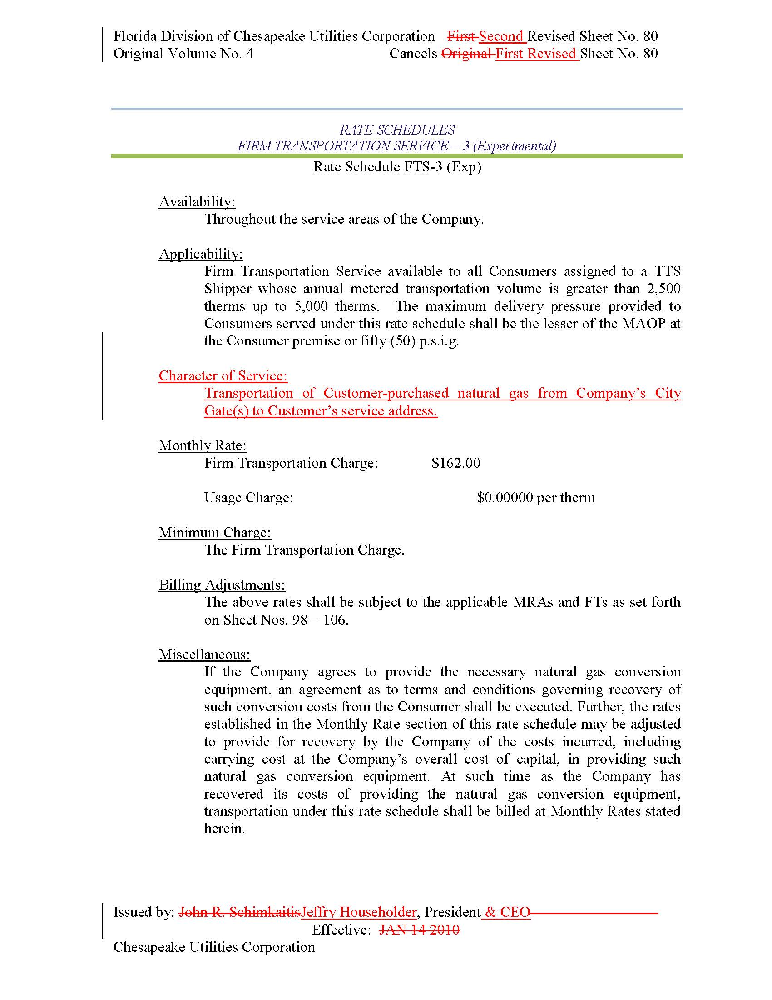 Florida Division of Chesapeake Utilities Corporation First Second Revised Sheet No. 80
Original Volume No. 4 Cancels Original First Revised Sheet No. 80
RATE SCHEDULES
FIRM TRANSPORTATION SERVICE – 3 (Experimental)
Rate Schedule FTS-3 (Exp)
Availability:
Throughout the service areas of the Company.
Applicability:
Firm Transportation Service available to all Consumers assigned to a TTS
Shipper whose annual metered transportation volume is greater than 2,500
therms up to 5,000 therms. The maximum delivery pressure provided to
Consumers served under this rate schedule shall be the lesser of the MAOP at
the Consumer premise or fifty (50) p.s.i.g.
Character of Service:
Transportation of Customer-purchased natural gas from Company’s City
Gate(s) to Customer’s service address.
Monthly Rate:
Firm Transportation Charge: $162.00
Usage Charge: $0.00000 per therm
Minimum Charge:
The Firm Transportation Charge.
Billing Adjustments:
The above rates shall be subject to the applicable MRAs and FTs as set forth
on Sheet Nos. 98 – 106.
Miscellaneous:
If the Company agrees to provide the necessary natural gas conversion
equipment, an agreement as to terms and conditions governing recovery of
such conversion costs from the Consumer shall be executed. Further, the rates
established in the Monthly Rate section of this rate schedule may be adjusted
to provide for recovery by the Company of the costs incurred, including
carrying cost at the Company’s overall cost of capital, in providing such
natural gas conversion equipment. At such time as the Company has
recovered its costs of providing the natural gas conversion equipment,
transportation under this rate schedule shall be billed at Monthly Rates stated
herein.
Issued by: John R. SchimkaitisJeffry Householder, President & CEO
Effective: JAN 14 2010
Chesapeake Utilities Corporation